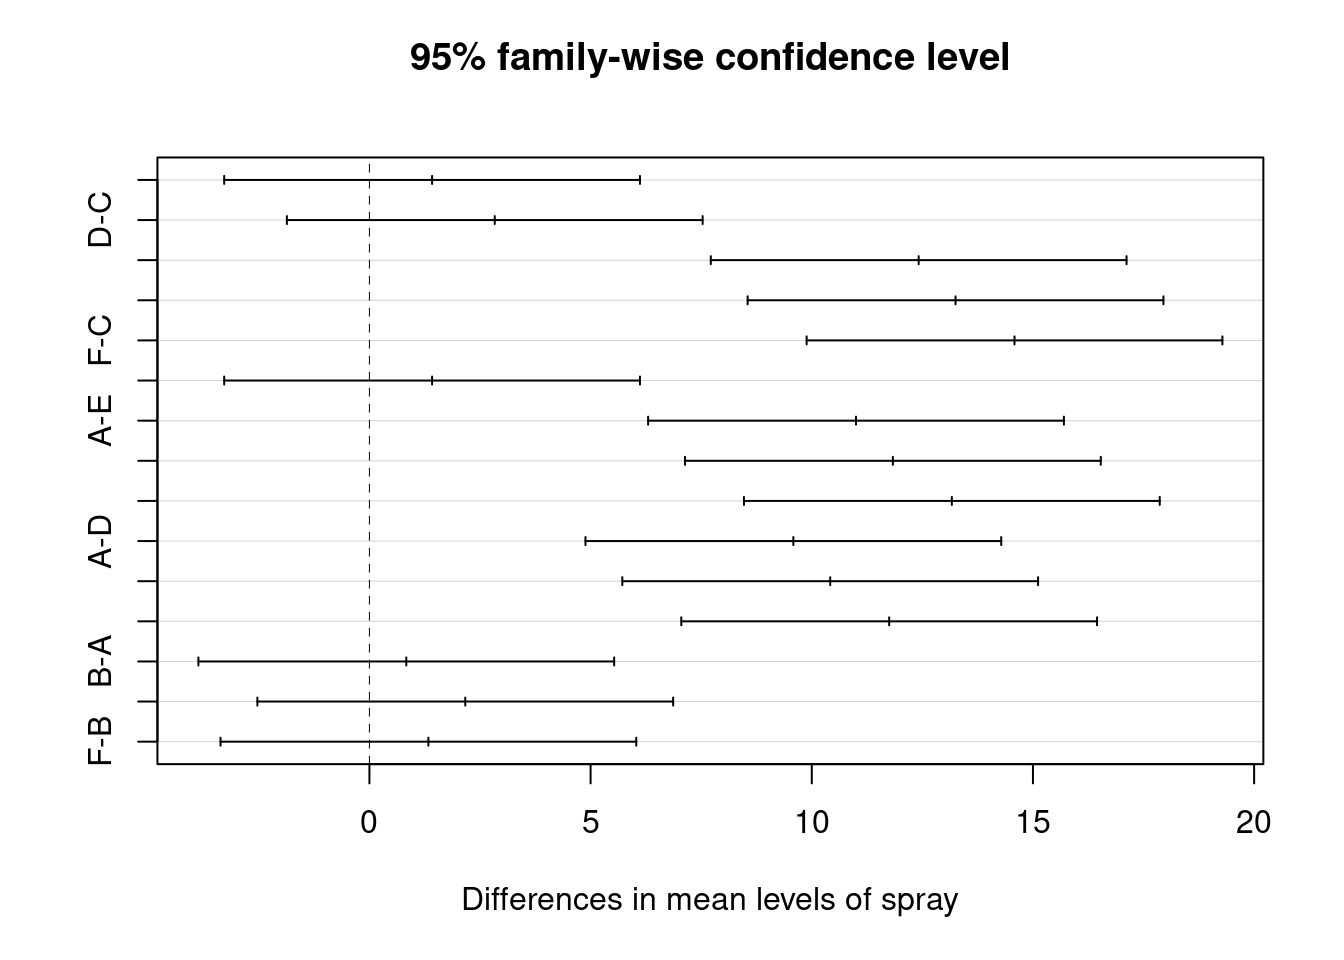 95% family-wise confidence level
D-C
F-C
A-E
A-D
B-A
F-B
0 5 10 15 20
Differences in mean levels of spray